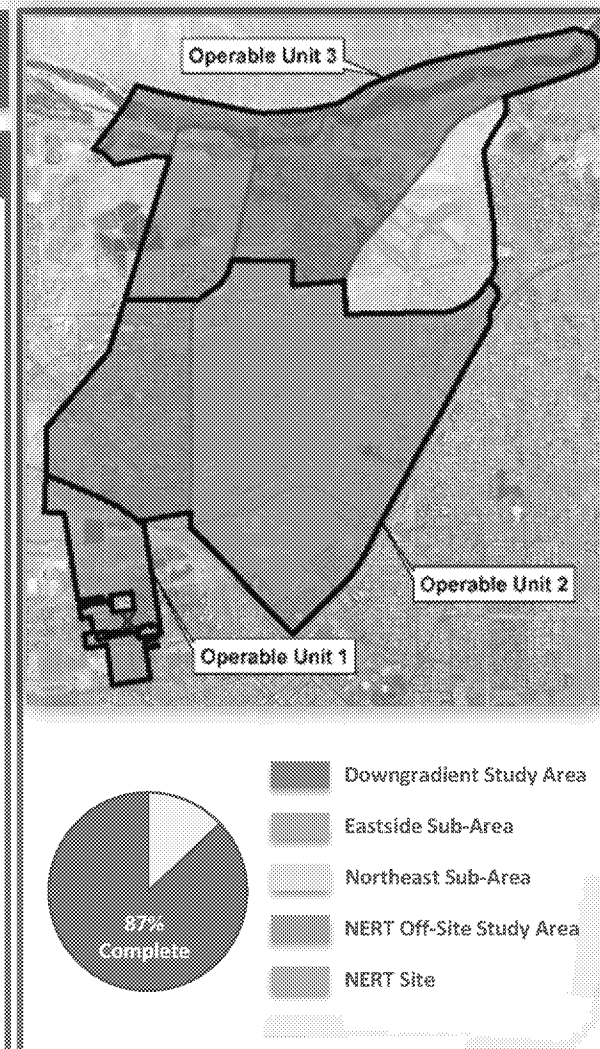 Operable Unit 3
Operable Unit 2
Operable Unit 1
87%
Complete
Downgradient Study Area
Eastside Sub-Area
Northeast Sub-Area
NERT Off-Site Study Area
NERT Site